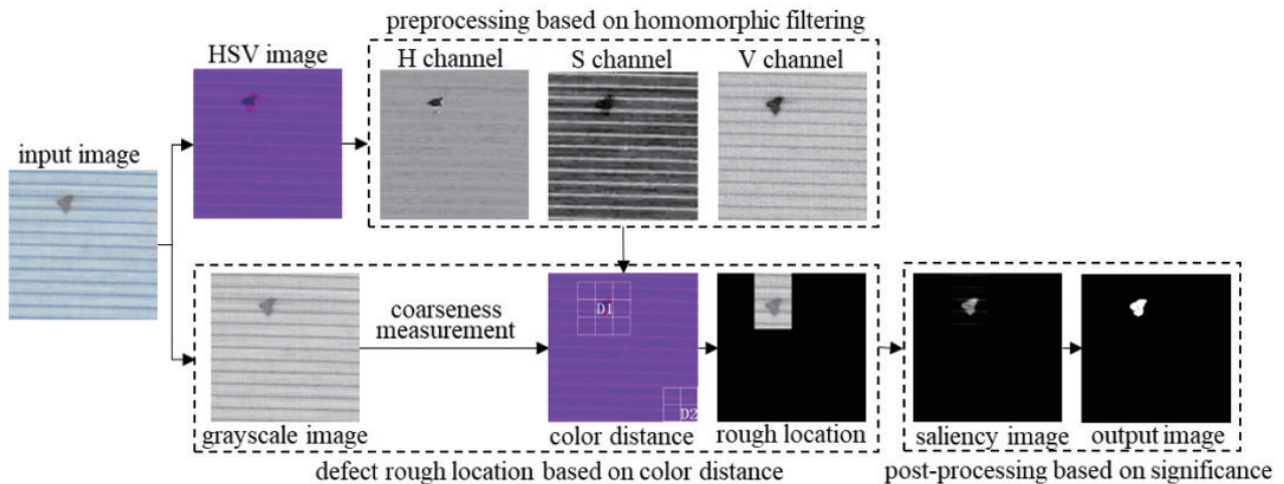 preprocessing based on homomorphic filtering
HSV image
H channel
S channel
V channel
input image
coarseness
measurement
D1
D2
grayscale image
color distance
rough location
saliency image
output image
defect rough location based on color distance
post-processing based on significance